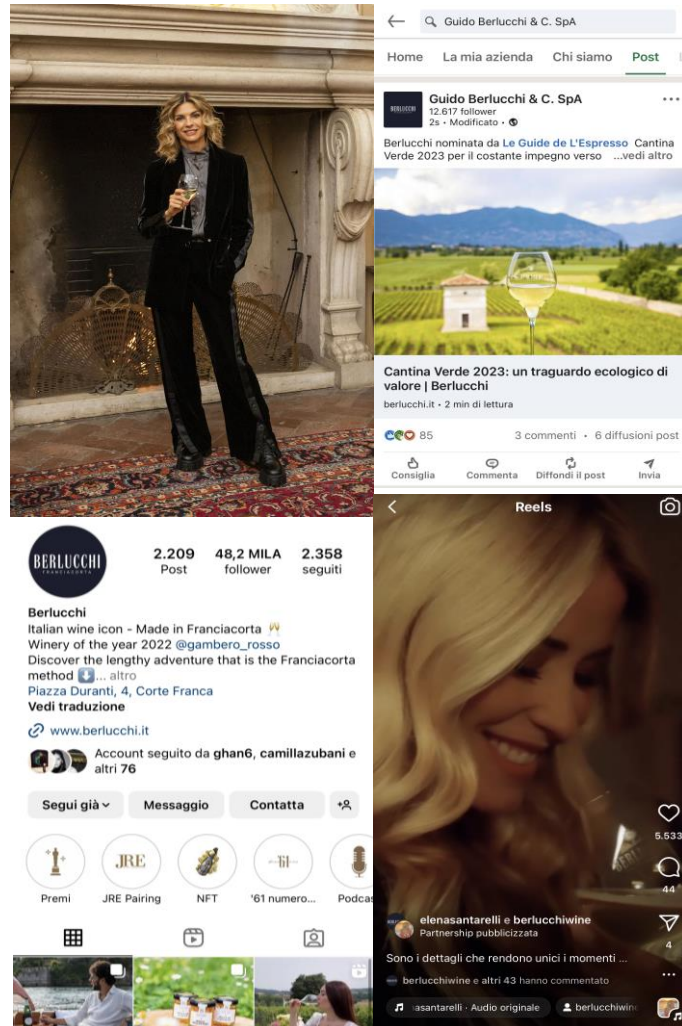 Guido Berlucchi & C. SpA
Home La mia azienda Chi siamo Post
BERLUCCHI
Guido Berlucchi & C. SpA
12.617 follower
2s • Modificato •
Berlucchi nominata da Le Guide de L'Espresso Cantina
Verde 2023 per il costante impegno verso ...vedi altro
Cantina Verde 2023: un traguardo ecologico di
valore | Berlucchi
berlucchi.it • 2 min di lettura
85 3 commenti • 6 diffusioni post
Consiglia Commenta Diffondi il post Invia
BERLUCCHI
FRANCIACORTA
2.209 48,2 MILA 2.358
Post follower seguiti
Berlucchi
Italian wine icon - Made in Franciacorta 🥂
Winery of the year 2022 @gambero_rosso
Discover the lengthy adventure that is the Franciacorta
method ⬇️... altro
Piazza Duranti, 4, Corte Franca
Vedi traduzione
www.berlucchi.it
Account seguito da ghan6, camillazubani e
altri 76
Segui già Messaggio Contatta
JRE '61
Premi JRE Pairing NFT '61 numero... Podcas
Reels
5.533
44
4
elenasantarelli e berlucchiwine
Partnership pubblicizzata
Sono i dettagli che rendono unici i momenti ...
berlucchiwine e altri 43 hanno commentato
asantarelli · Audio originale berlucchiwin